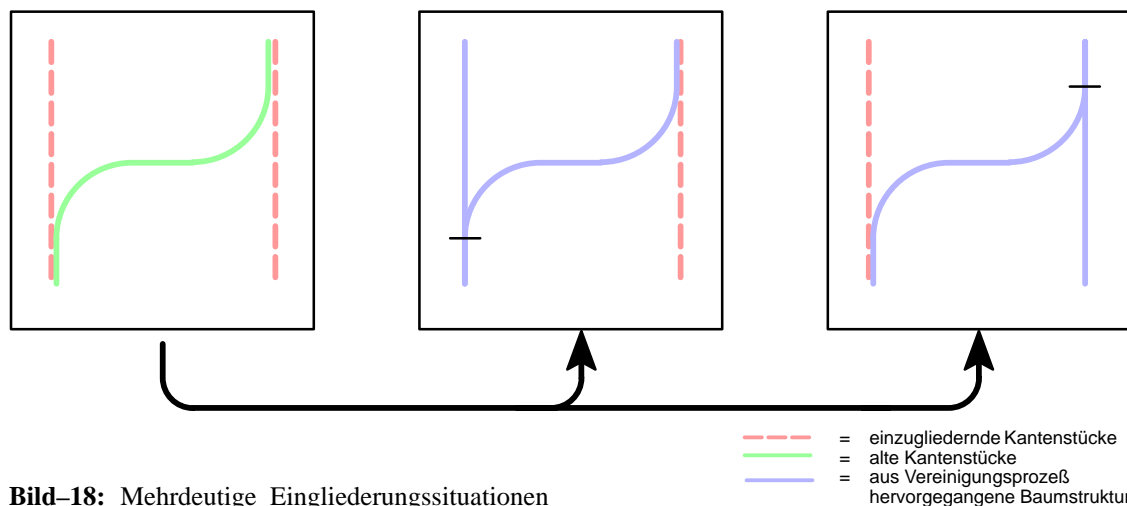 = einzugliedernde Kantenstücke
= alte Kantenstücke
= aus Vereinigungsprozeß
hervorgegangene Baumstruktur
Bild–18: Mehrdeutige Eingliederungssituationen